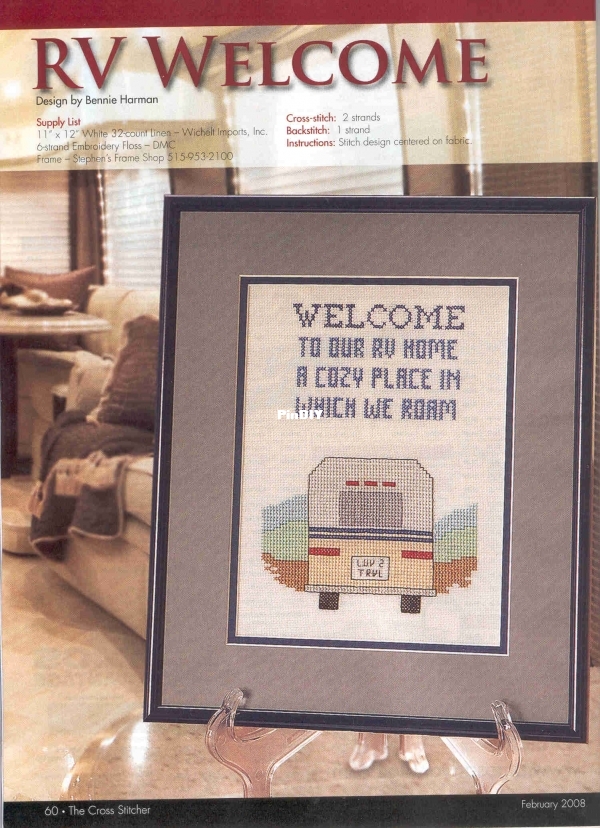 RV WELCOME
Design by Bennie Harman
Supply List
11" x 12" White 32-count Linen – Wichelt Imports, Inc.
6-strand Embroidery Floss – DMC
Frame – Stephen's Frame Shop 515-953-2100
Cross-stitch: 2 strands
Backstitch: 1 strand
Instructions: Stitch design centered on fabric.
WELCOME
TO OUR RV HOME
A COZY PLACE IN
WHICH WE ROAM
PinDIY
LUV 2
TRVL
60 • The Cross Stitcher
February 2008